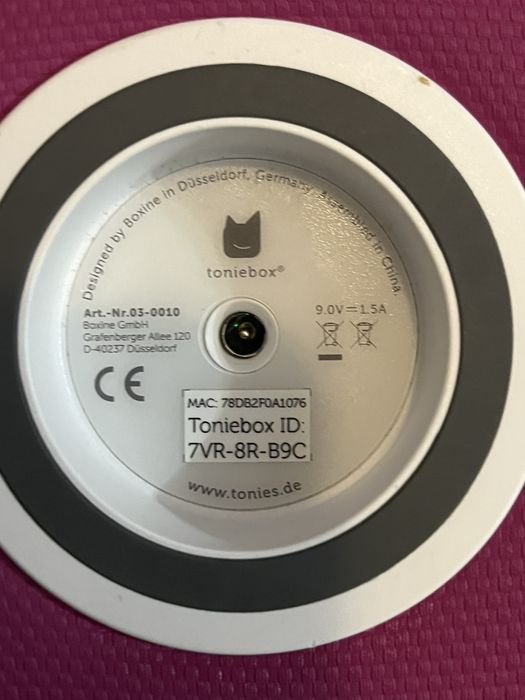 Designed by Boxine in Düsseldorf, Germany. Assembled in China.
toniebox®
Art.-Nr.03-0010
Boxine GmbH
Grafenberger Allee 120
D-40237 Düsseldorf
9.0V⎓1.5A
CE
MAC: 78DB2F0A1076
Toniebox ID:
7VR-8R-B9C
www.tonies.de